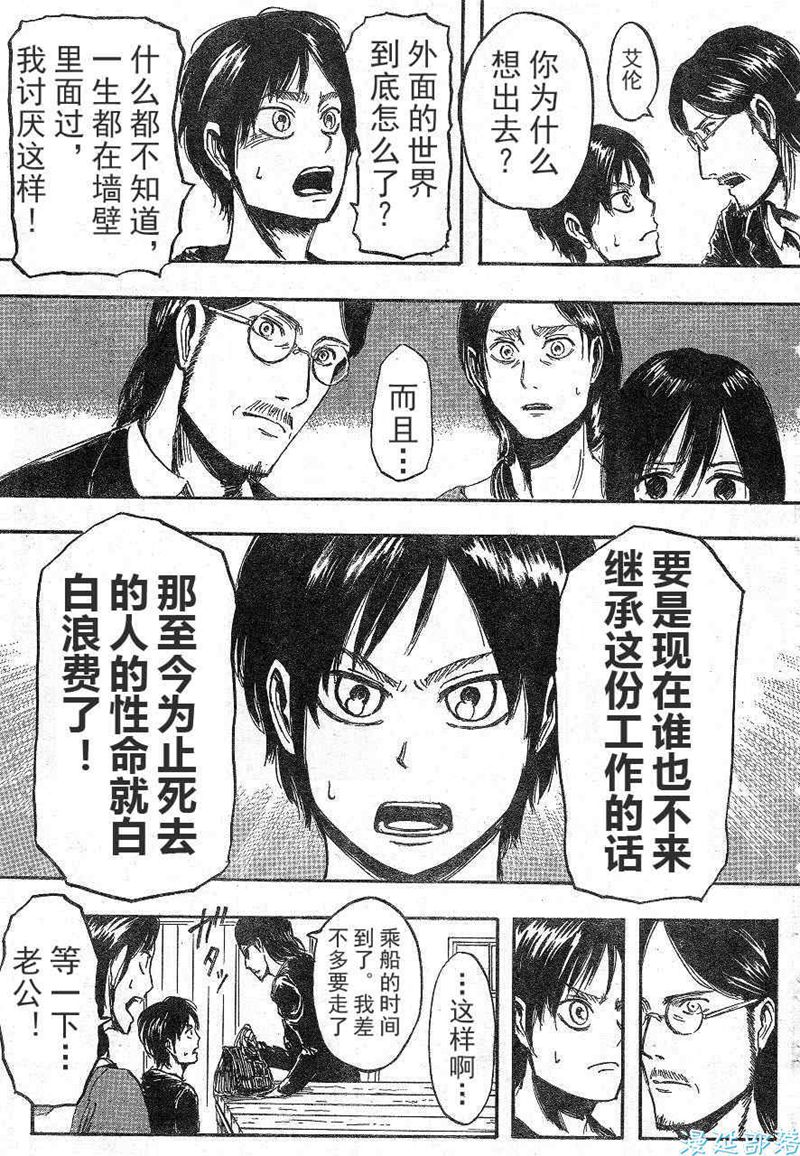 艾伦
你为什么
想出去？
外面的世界
到底怎么了？
什么都不知道，
一生都在墙壁
里面过，
我讨厌这样！
而且…
要是现在谁也不来
继承这份工作的话
那至今为止死去
的人的性命就白
白浪费了！
…这样啊…
乘船的时间
到了。我差
不多要走了
等一下…
老公！
漫延部落